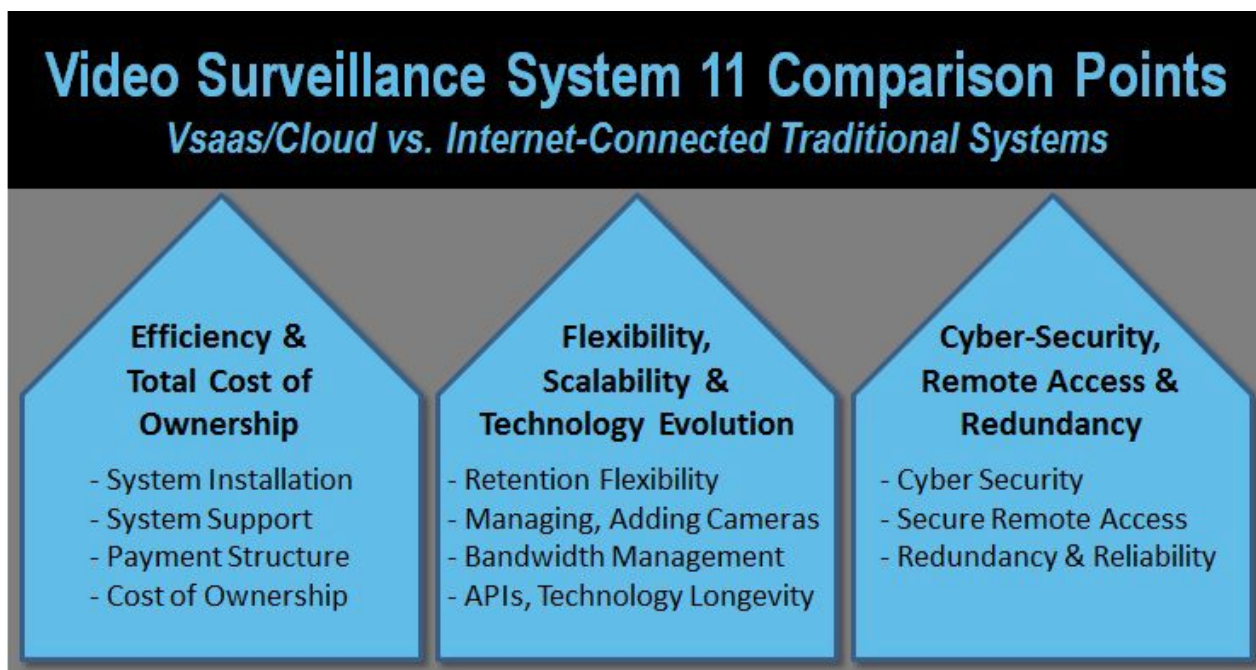 Video Surveillance System 11 Comparison Points
Vsaas/Cloud vs. Internet-Connected Traditional Systems
Efficiency &
Total Cost of
Ownership
- System Installation
- System Support
- Payment Structure
- Cost of Ownership
Flexibility,
Scalability &
Technology Evolution
- Retention Flexibility
- Managing, Adding Cameras
- Bandwidth Management
- APIs, Technology Longevity
Cyber-Security,
Remote Access &
Redundancy
- Cyber Security
- Secure Remote Access
- Redundancy & Reliability